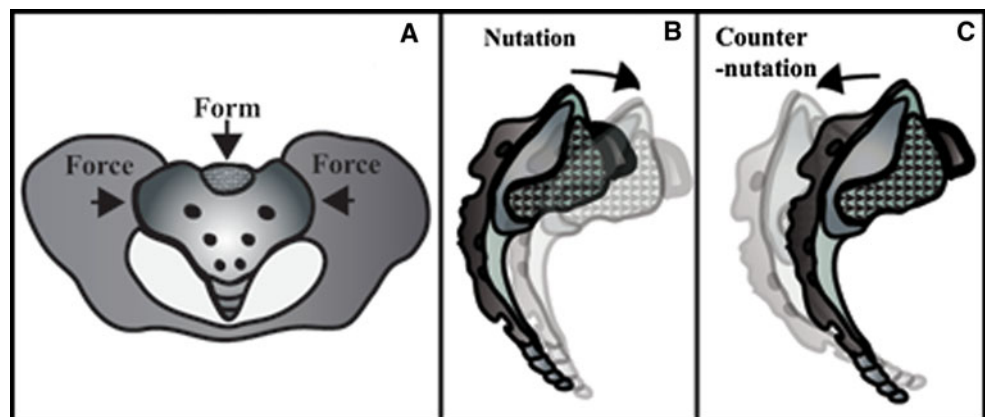 A
Form
Force
Force
Nutation
B
Counter
-nutation
C